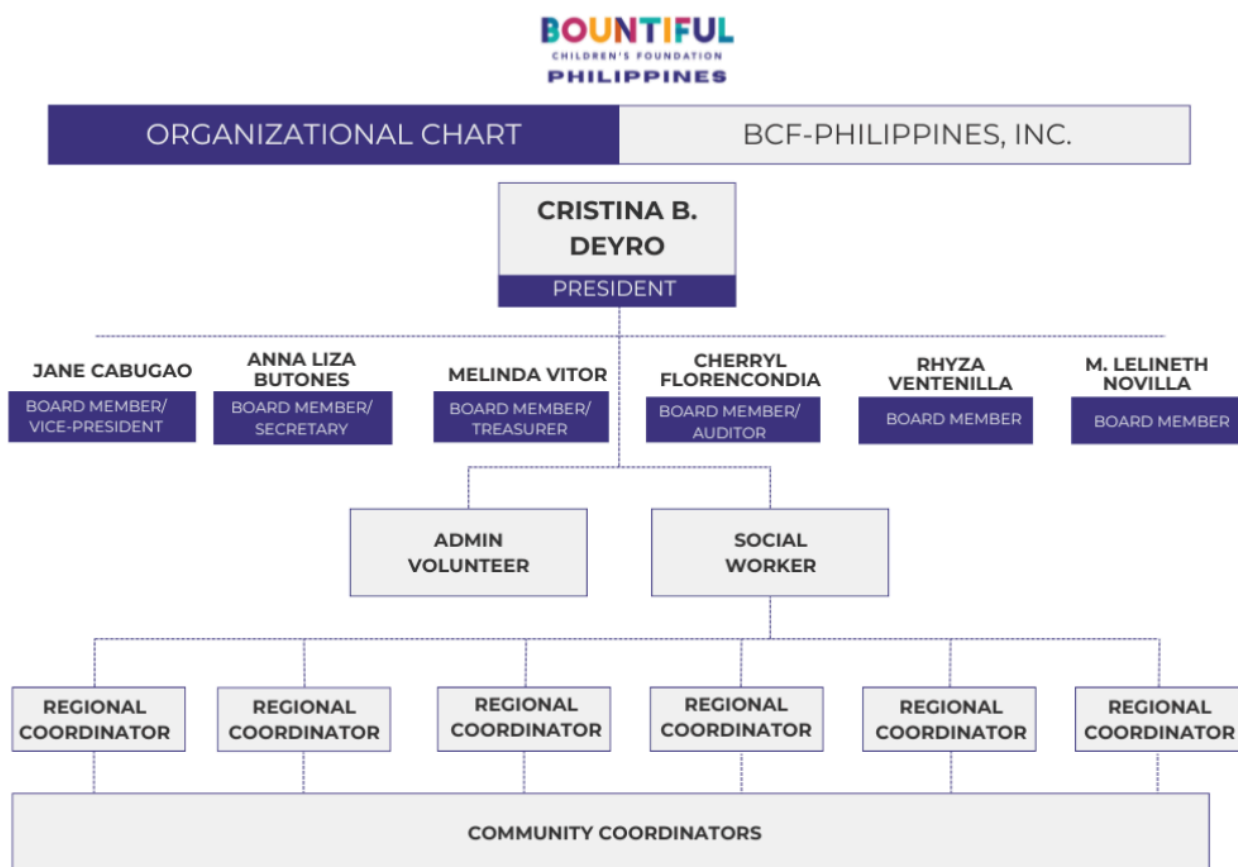 BOUNTIFUL
CHILDREN'S FOUNDATION
PHILIPPINES
ORGANIZATIONAL CHART
BCF-PHILIPPINES, INC.
CRISTINA B.
DEYRO
PRESIDENT
JANE CABUGAO
BOARD MEMBER/
VICE-PRESIDENT
ANNA LIZA
BUTONES
BOARD MEMBER/
SECRETARY
MELINDA VITOR
BOARD MEMBER/
TREASURER
CHERRYL
FLORENCONDIA
BOARD MEMBER/
AUDITOR
RHYZA
VENTENILLA
BOARD MEMBER
M. LELINETH
NOVILLA
BOARD MEMBER
ADMIN
VOLUNTEER
SOCIAL
WORKER
REGIONAL
COORDINATOR
REGIONAL
COORDINATOR
REGIONAL
COORDINATOR
REGIONAL
COORDINATOR
REGIONAL
COORDINATOR
REGIONAL
COORDINATOR
COMMUNITY COORDINATORS